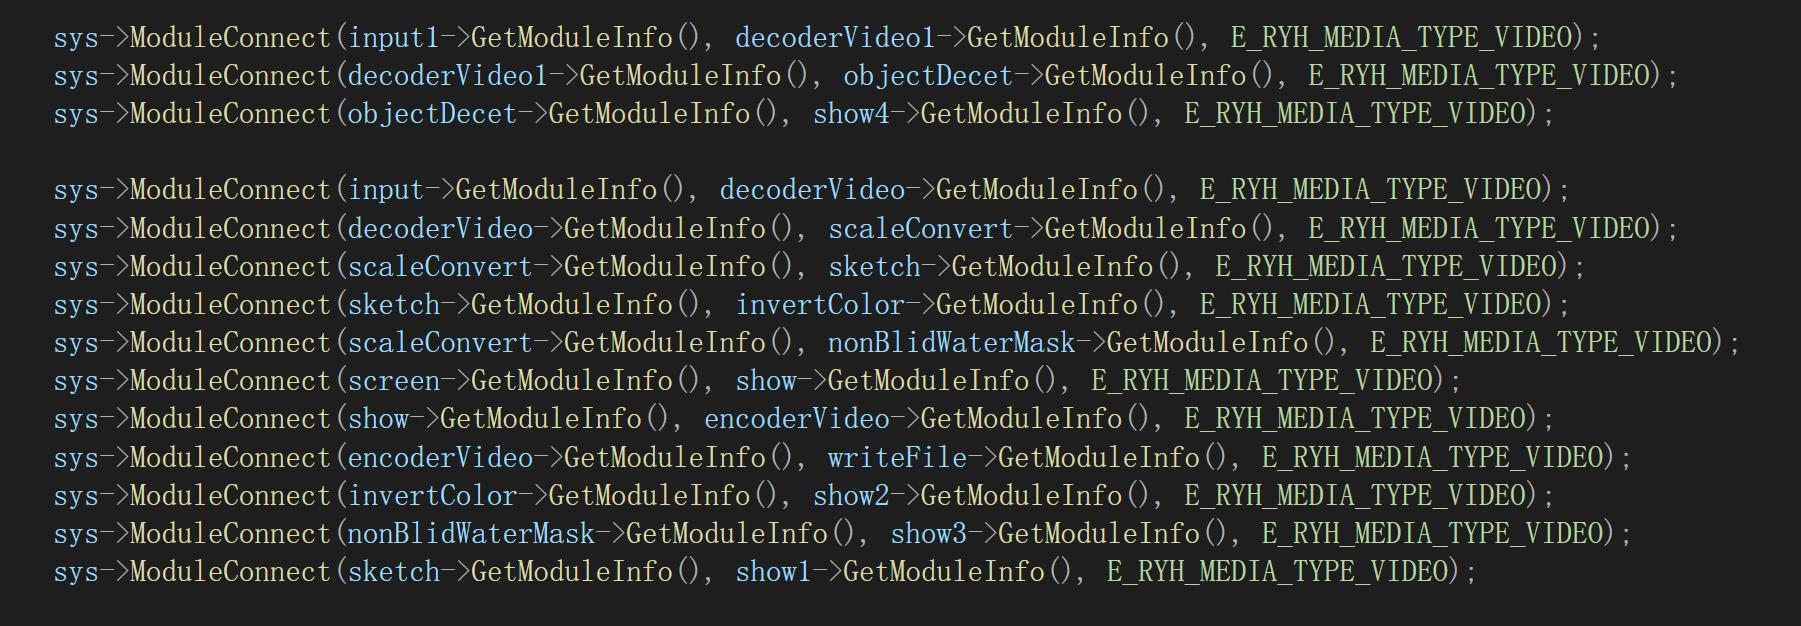 sys->ModuleConnect(input1->GetModuleInfo(), decoderVideo1->GetModuleInfo(), E_RYH_MEDIA_TYPE_VIDEO);
sys->ModuleConnect(decoderVideo1->GetModuleInfo(), objectDecet->GetModuleInfo(), E_RYH_MEDIA_TYPE_VIDEO);
sys->ModuleConnect(objectDecet->GetModuleInfo(), show4->GetModuleInfo(), E_RYH_MEDIA_TYPE_VIDEO);
sys->ModuleConnect(input->GetModuleInfo(), decoderVideo->GetModuleInfo(), E_RYH_MEDIA_TYPE_VIDEO);
sys->ModuleConnect(decoderVideo->GetModuleInfo(), scaleConvert->GetModuleInfo(), E_RYH_MEDIA_TYPE_VIDEO);
sys->ModuleConnect(scaleConvert->GetModuleInfo(), sketch->GetModuleInfo(), E_RYH_MEDIA_TYPE_VIDEO);
sys->ModuleConnect(sketch->GetModuleInfo(), invertColor->GetModuleInfo(), E_RYH_MEDIA_TYPE_VIDEO);
sys->ModuleConnect(scaleConvert->GetModuleInfo(), nonBlidWaterMask->GetModuleInfo(), E_RYH_MEDIA_TYPE_VIDEO);
sys->ModuleConnect(screen->GetModuleInfo(), show->GetModuleInfo(), E_RYH_MEDIA_TYPE_VIDEO);
sys->ModuleConnect(show->GetModuleInfo(), encoderVideo->GetModuleInfo(), E_RYH_MEDIA_TYPE_VIDEO);
sys->ModuleConnect(encoderVideo->GetModuleInfo(), writeFile->GetModuleInfo(), E_RYH_MEDIA_TYPE_VIDEO);
sys->ModuleConnect(invertColor->GetModuleInfo(), show2->GetModuleInfo(), E_RYH_MEDIA_TYPE_VIDEO);
sys->ModuleConnect(nonBlidWaterMask->GetModuleInfo(), show3->GetModuleInfo(), E_RYH_MEDIA_TYPE_VIDEO);
sys->ModuleConnect(sketch->GetModuleInfo(), show1->GetModuleInfo(), E_RYH_MEDIA_TYPE_VIDEO);